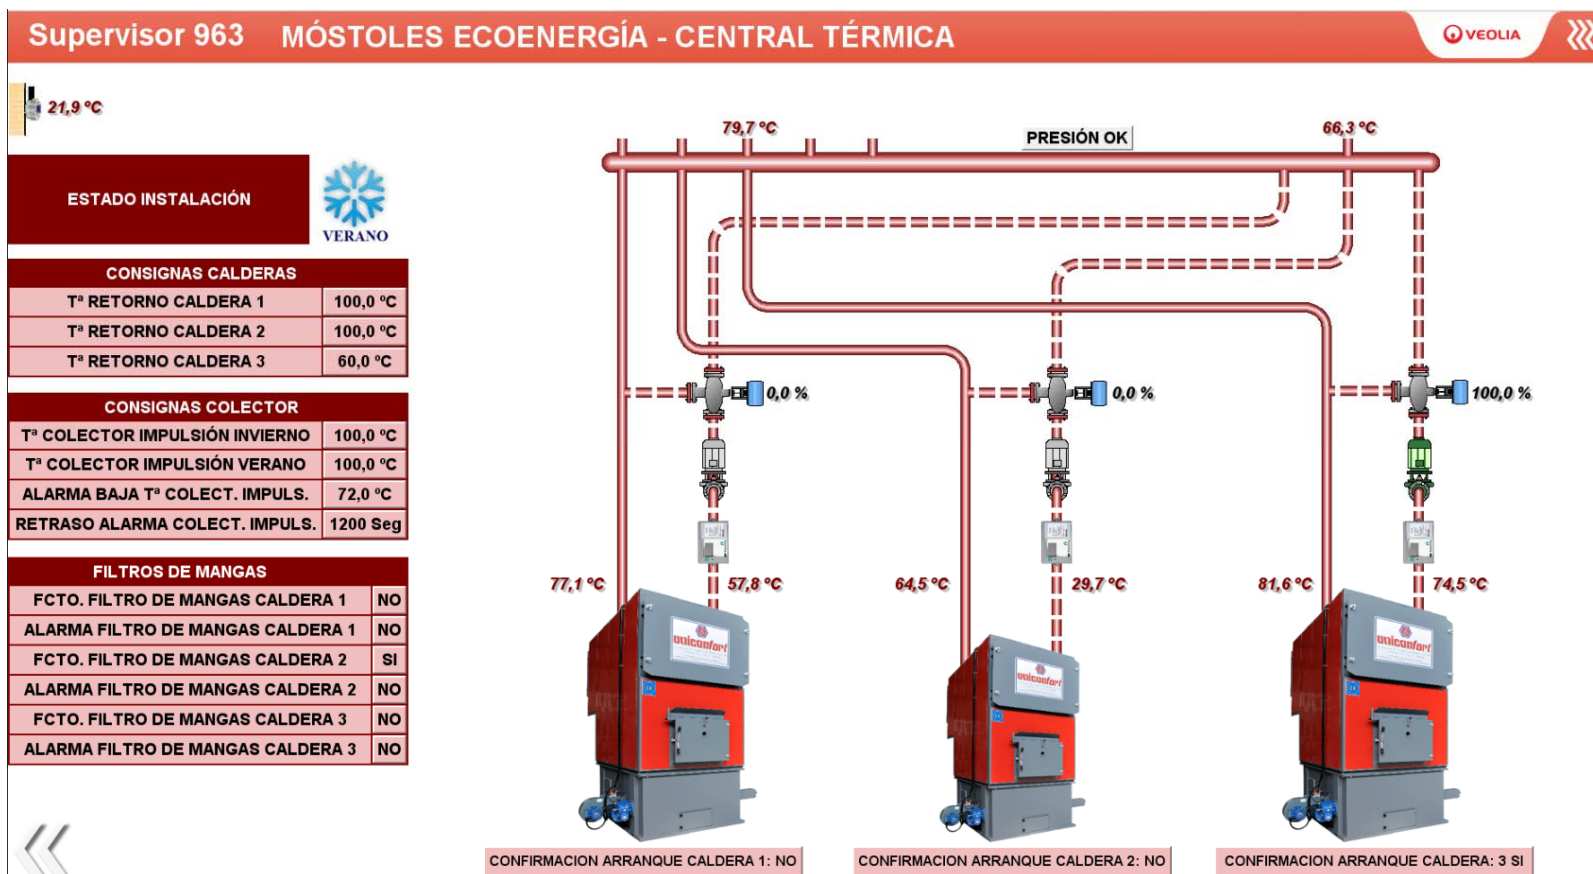 Supervisor 963 MÓSTOLES ECOENERGÍA - CENTRAL TÉRMICA
VEOLIA
21,9 ºC
79,7 ºC
PRESIÓN OK
66,3 ºC
ESTADO INSTALACIÓN
VERANO
CONSIGNAS CALDERAS
Tª RETORNO CALDERA 1 100,0 ºC
Tª RETORNO CALDERA 2 100,0 ºC
Tª RETORNO CALDERA 3 60,0 ºC
CONSIGNAS COLECTOR
Tª COLECTOR IMPULSIÓN INVIERNO 100,0 ºC
Tª COLECTOR IMPULSIÓN VERANO 100,0 ºC
ALARMA BAJA Tª COLECT. IMPULS. 72,0 ºC
RETRASO ALARMA COLECT. IMPULS. 1200 Seg
FILTROS DE MANGAS
FCTO. FILTRO DE MANGAS CALDERA 1 NO
ALARMA FILTRO DE MANGAS CALDERA 1 NO
FCTO. FILTRO DE MANGAS CALDERA 2 SI
ALARMA FILTRO DE MANGAS CALDERA 2 NO
FCTO. FILTRO DE MANGAS CALDERA 3 NO
ALARMA FILTRO DE MANGAS CALDERA 3 NO
0,0 %
0,0 %
100,0 %
77,1 ºC
57,8 ºC
64,5 ºC
29,7 ºC
81,6 ºC
74,5 ºC
uniconfort
uniconfort
uniconfort
CONFIRMACION ARRANQUE CALDERA 1: NO
CONFIRMACION ARRANQUE CALDERA 2: NO
CONFIRMACION ARRANQUE CALDERA: 3 SI